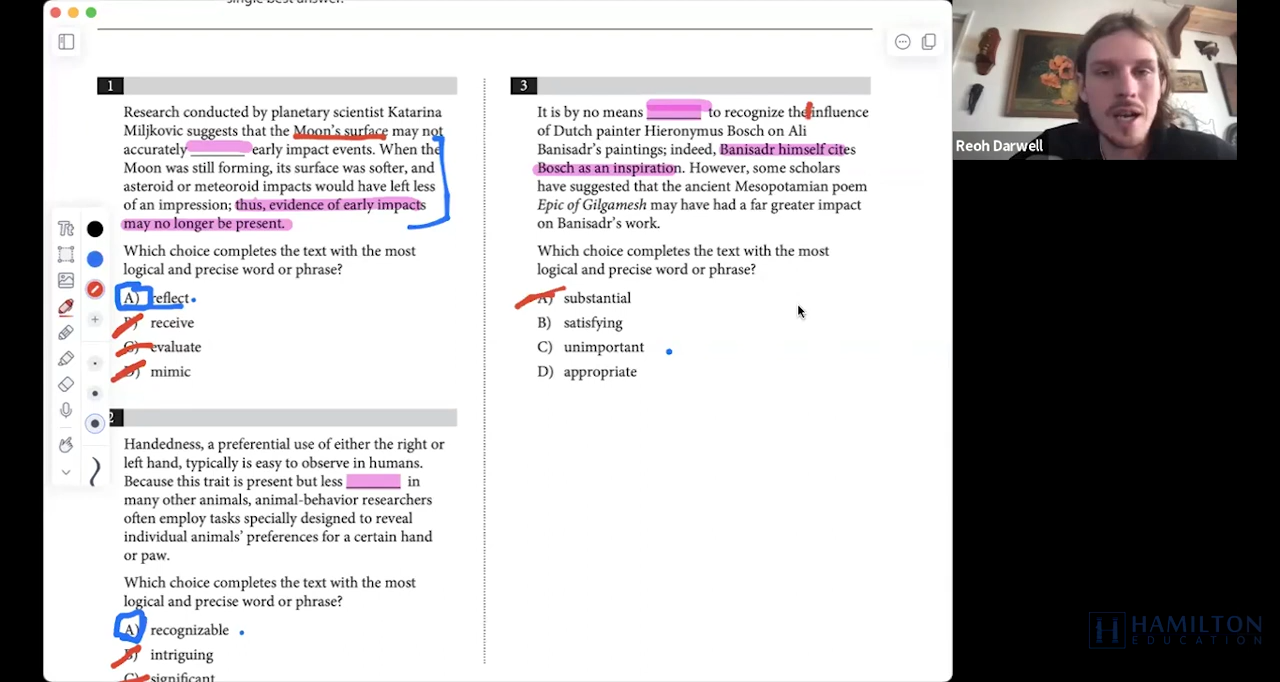 single best answer.
1
Research conducted by planetary scientist Katarina
Miljkovic suggests that the Moon's surface may not
accurately ______ early impact events. When the
Moon was still forming, its surface was softer, and
asteroid or meteoroid impacts would have left less
of an impression; thus, evidence of early impacts
may no longer be present.
Which choice completes the text with the most
logical and precise word or phrase?
A) reflect
B) receive
C) evaluate
D) mimic
2
Handedness, a preferential use of either the right or
left hand, typically is easy to observe in humans.
Because this trait is present but less ______ in
many other animals, animal-behavior researchers
often employ tasks specially designed to reveal
individual animals' preferences for a certain hand
or paw.
Which choice completes the text with the most
logical and precise word or phrase?
A) recognizable
B) intriguing
C) significant
3
It is by no means ______ to recognize the influence
of Dutch painter Hieronymus Bosch on Ali
Banisadr's paintings; indeed, Banisadr himself cites
Bosch as an inspiration. However, some scholars
have suggested that the ancient Mesopotamian poem
Epic of Gilgamesh may have had a far greater impact
on Banisadr's work.
Which choice completes the text with the most
logical and precise word or phrase?
A) substantial
B) satisfying
C) unimportant
D) appropriate
Reoh Darwell
HAMILTON
EDUCATION